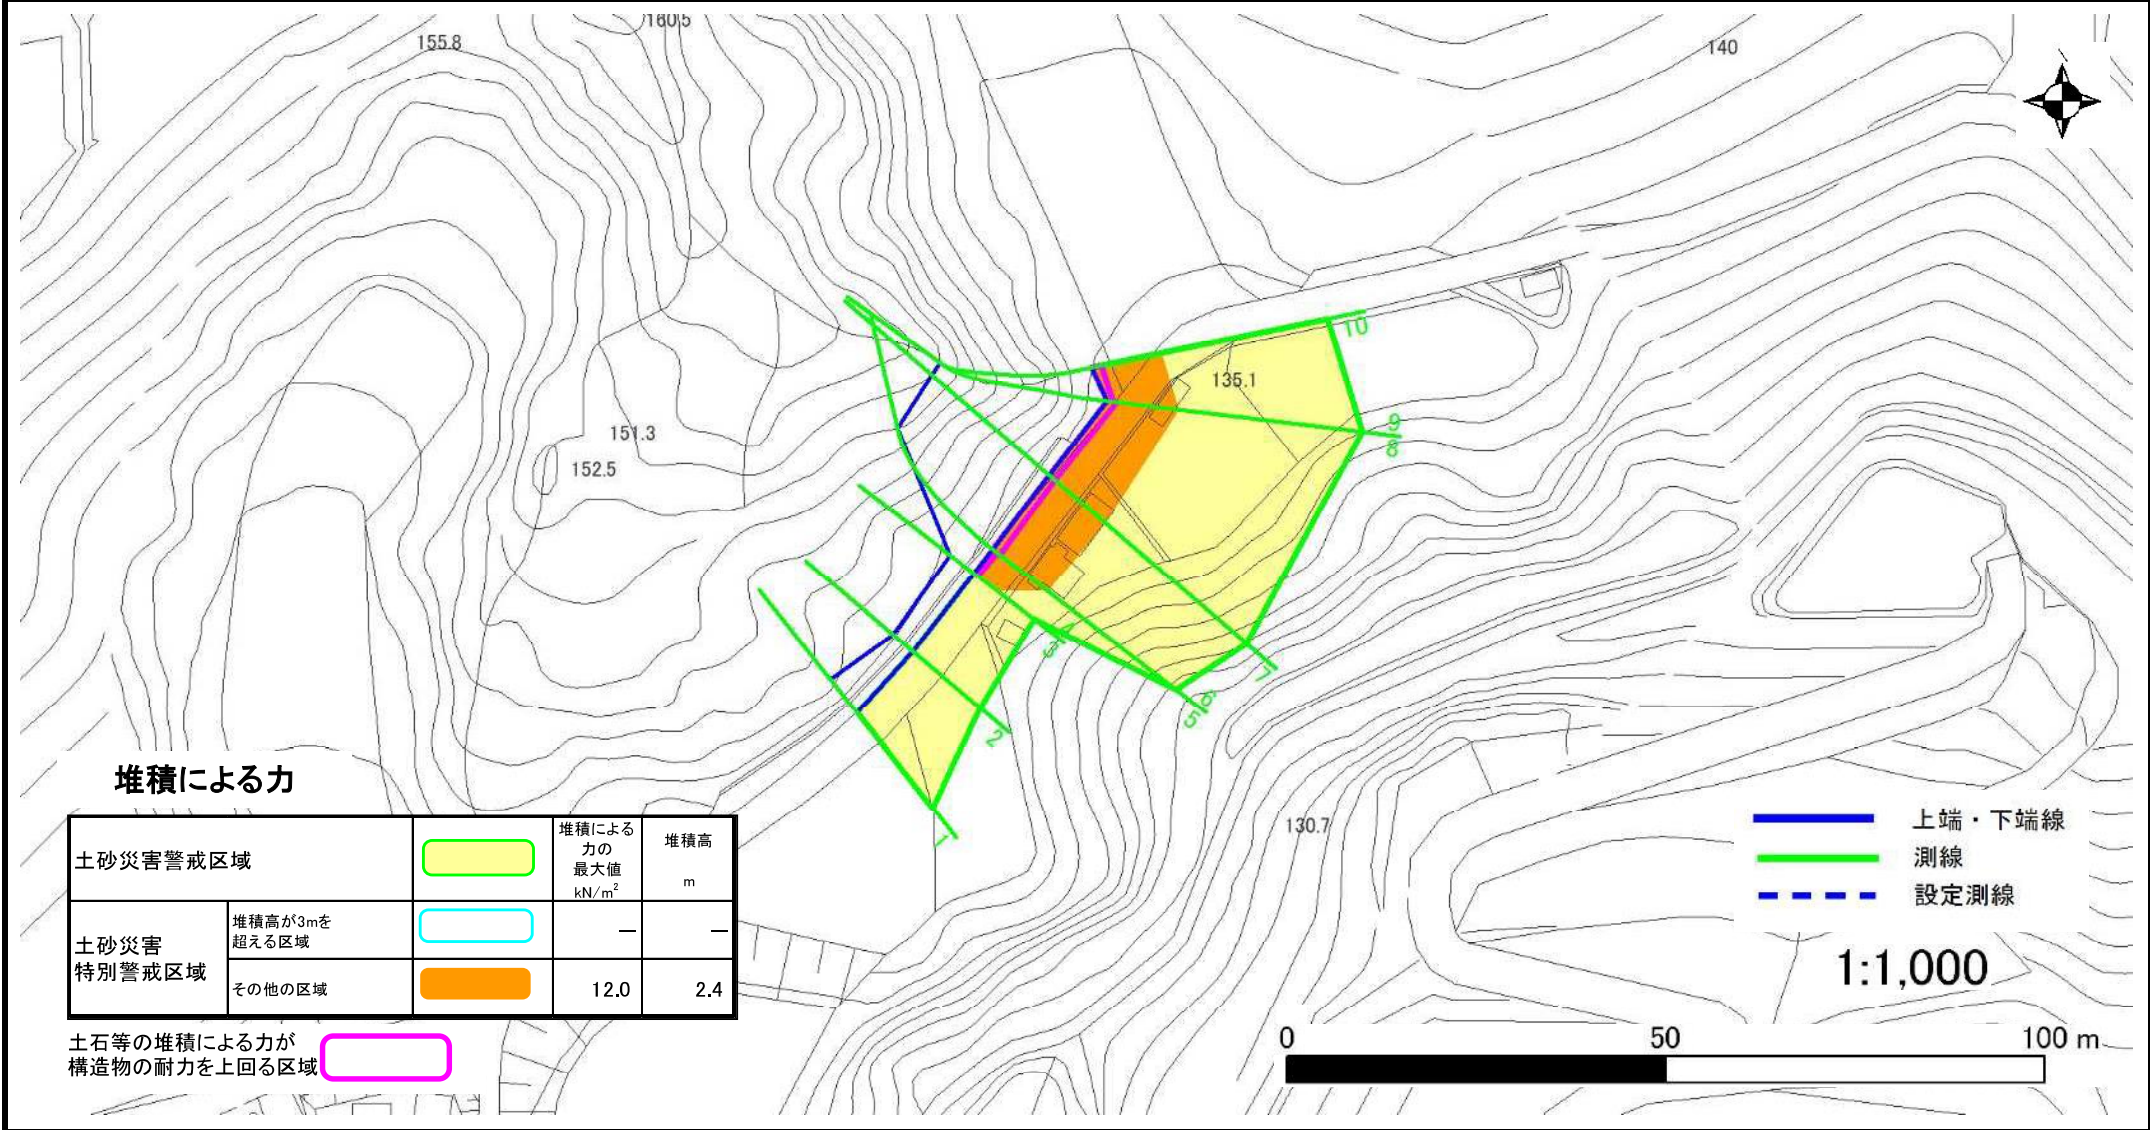 160.5
155.8
140
10
135.1
9
8
151.3
152.5
4
3
7
6
5
2
1
130.7
堆積による力
土砂災害警戒区域
堆積による
力の
最大値
kN/m²
堆積高
m
土砂災害
特別警戒区域
堆積高が3mを
超える区域
—
—
その他の区域
12.0
2.4
土石等の堆積による力が
構造物の耐力を上回る区域
上端・下端線
測線
設定測線
1:1,000
0
50
100 m